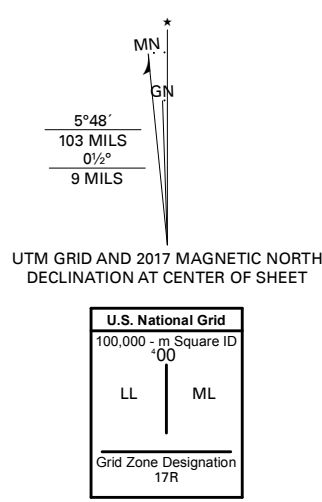 ★
MN
GN
5°48´
103 MILS
0½°
9 MILS
UTM GRID AND 2017 MAGNETIC NORTH
DECLINATION AT CENTER OF SHEET
U.S. National Grid
100,000 - m Square ID
⁴00
LL ML
Grid Zone Designation
17R